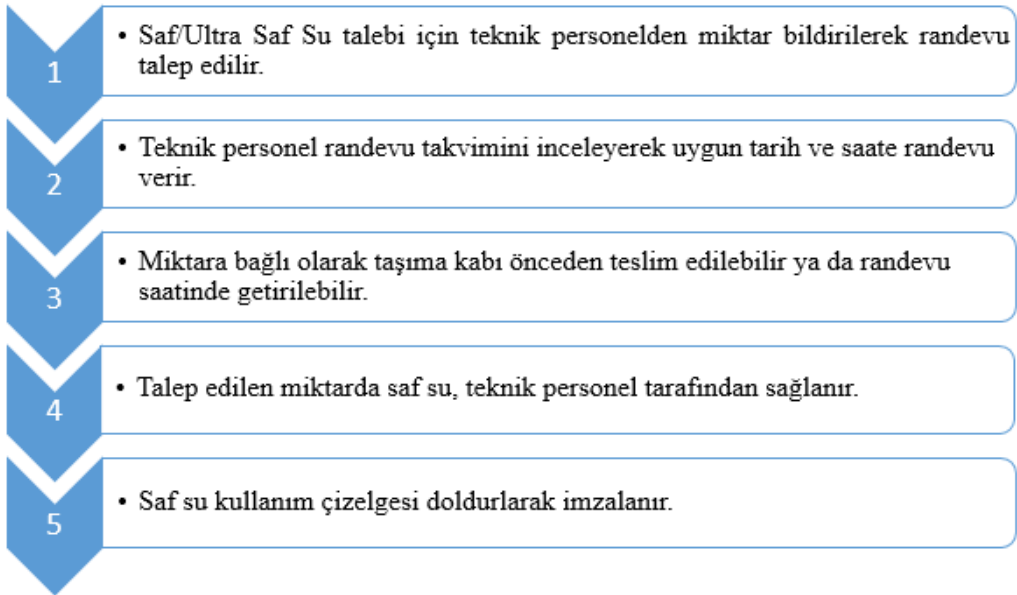 1
• Saf/Ultra Saf Su talebi için teknik personelden miktar bildirilerek randevu
talep edilir.
2
• Teknik personel randevu takvimini inceleyerek uygun tarih ve saate randevu
verir.
3
• Miktara bağlı olarak taşıma kabı önceden teslim edilebilir ya da randevu
saatinde getirilebilir.
4
• Talep edilen miktarda saf su, teknik personel tarafından sağlanır.
5
• Saf su kullanım çizelgesi doldurlarak imzalanır.